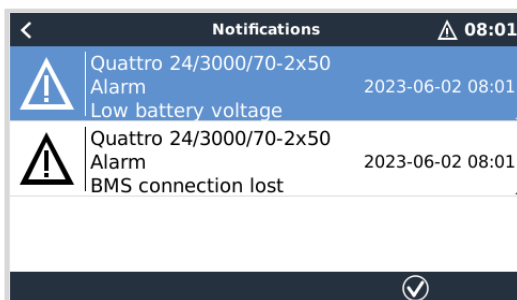 Notifications
08:01
Quattro 24/3000/70-2x50
Alarm
2023-06-02 08:01
Low battery voltage
Quattro 24/3000/70-2x50
Alarm
2023-06-02 08:01
BMS connection lost